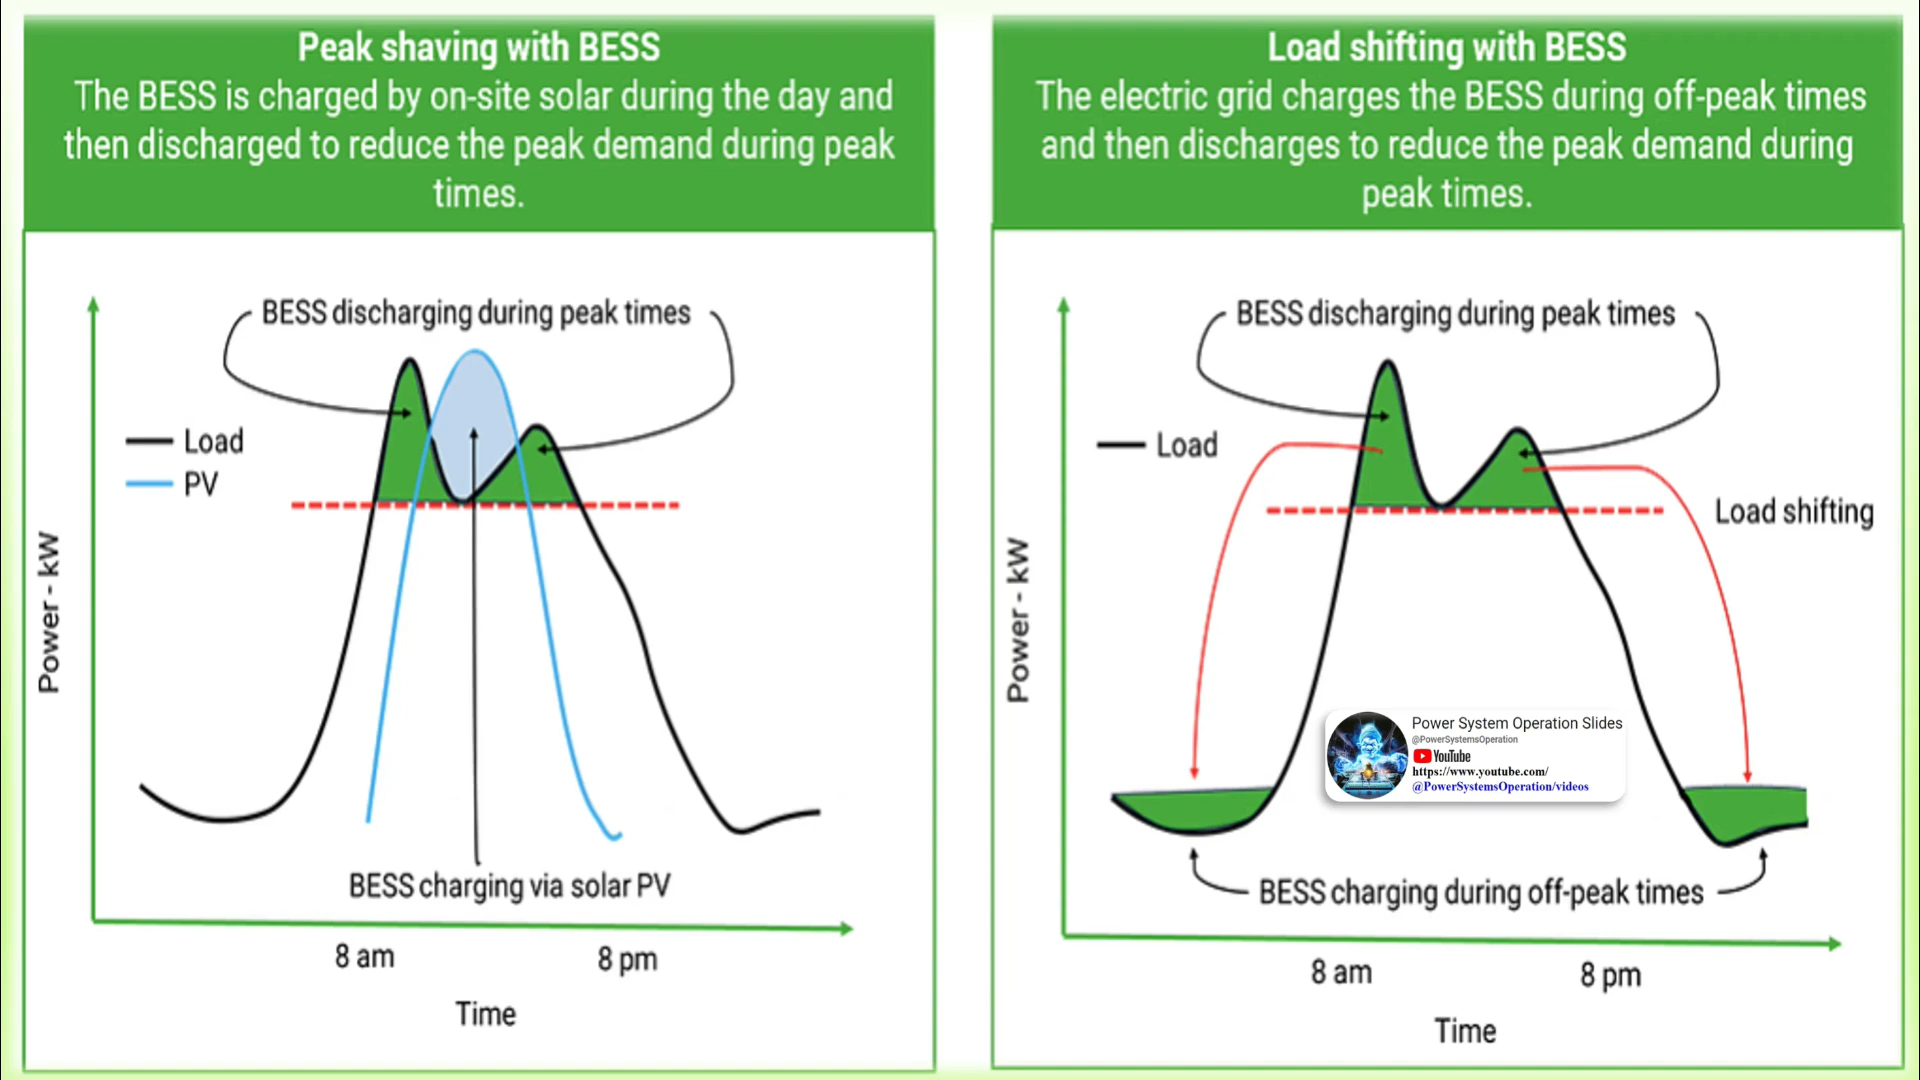 Peak shaving with BESS
The BESS is charged by on-site solar during the day and
then discharged to reduce the peak demand during peak
times.
BESS discharging during peak times
Load
PV
Power - kW
BESS charging via solar PV
8 am
8 pm
Time
Load shifting with BESS
The electric grid charges the BESS during off-peak times
and then discharges to reduce the peak demand during
peak times.
BESS discharging during peak times
Load
Load shifting
Power - kW
Power System Operation Slides
@PowerSystemsOperation
YouTube
https://www.youtube.com/
@PowerSystemsOperation/videos
BESS charging during off-peak times
8 am
8 pm
Time